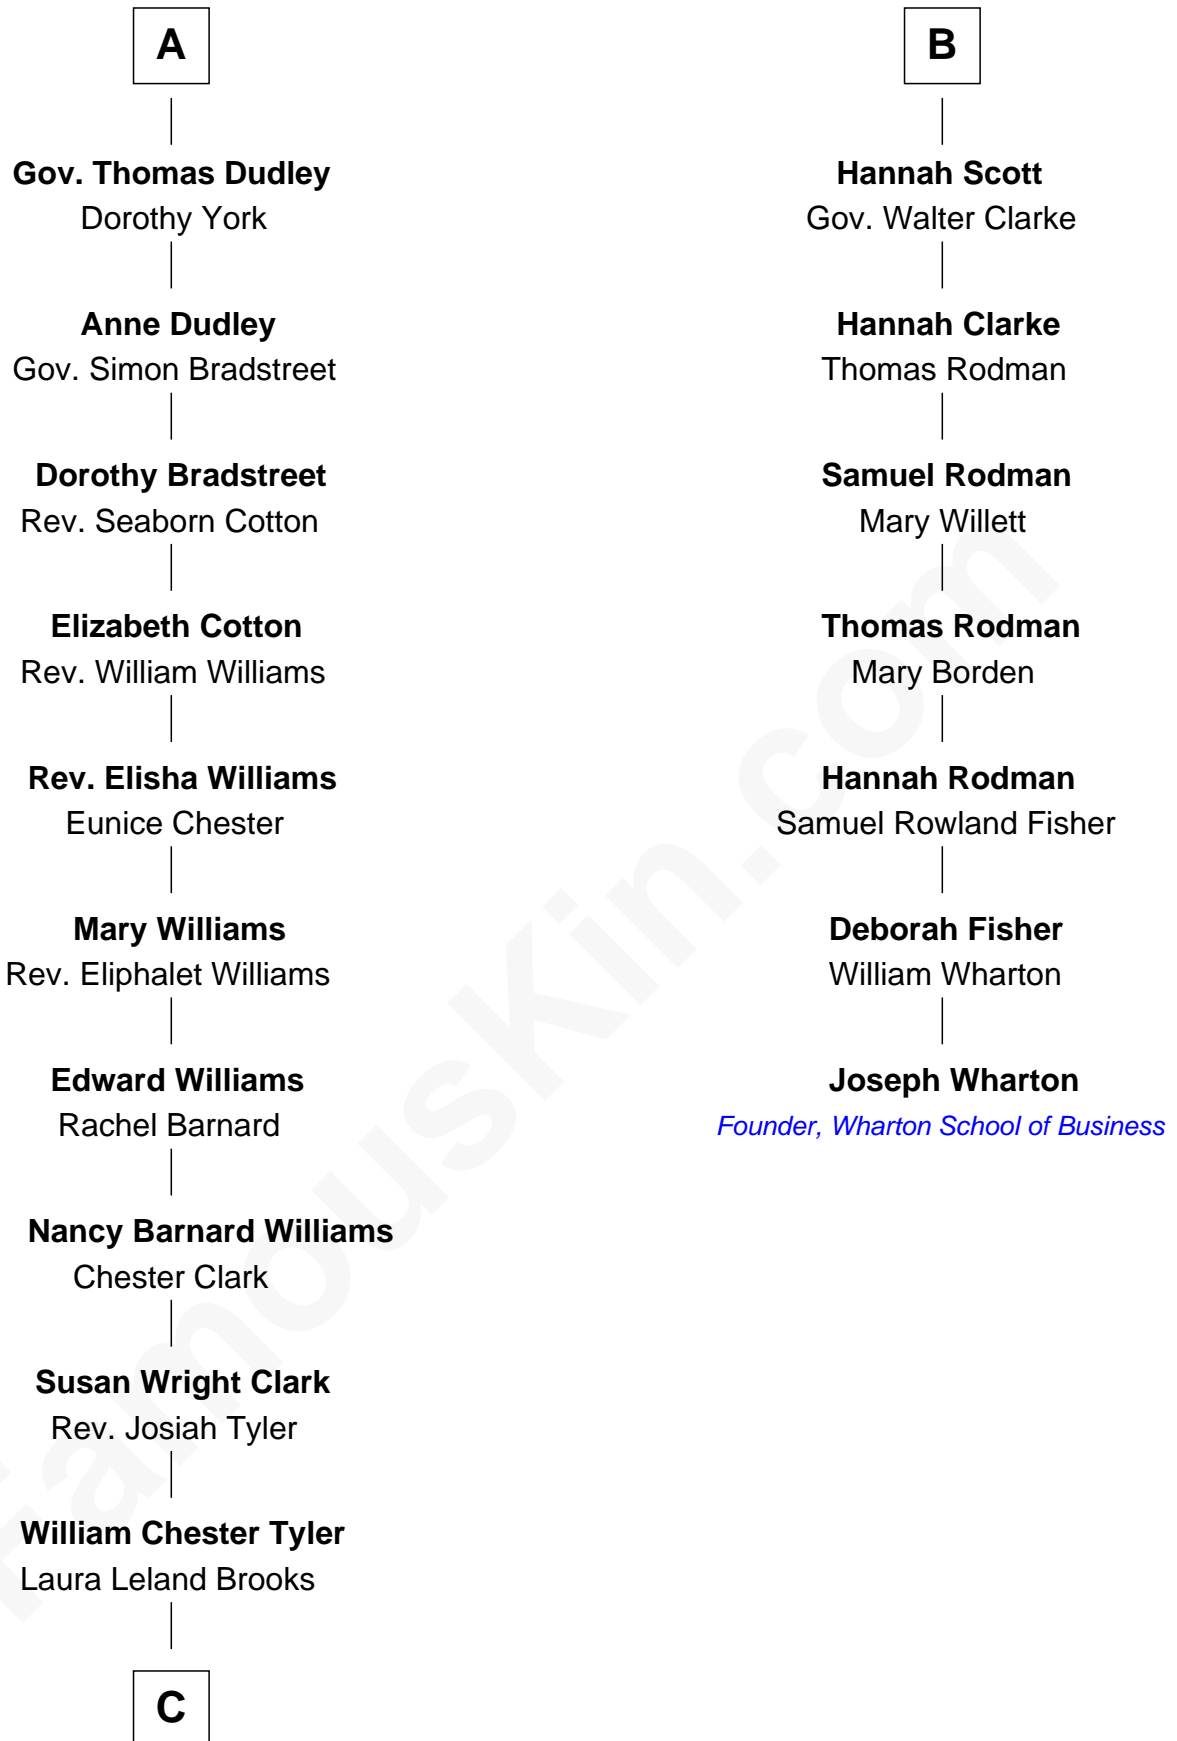 A
Gov. Thomas Dudley
Dorothy York
Anne Dudley
Gov. Simon Bradstreet
Dorothy Bradstreet
Rev. Seaborn Cotton
Elizabeth Cotton
Rev. William Williams
Rev. Elisha Williams
Eunice Chester
Mary Williams
Rev. Eliphalet Williams
Edward Williams
Rachel Barnard
Nancy Barnard Williams
Chester Clark
Susan Wright Clark
Rev. Josiah Tyler
William Chester Tyler
Laura Leland Brooks
C
B
Hannah Scott
Gov. Walter Clarke
Hannah Clarke
Thomas Rodman
Samuel Rodman
Mary Willett
Thomas Rodman
Mary Borden
Hannah Rodman
Samuel Rowland Fisher
Deborah Fisher
William Wharton
Joseph Wharton
Founder, Wharton School of Business
FamousKin.com